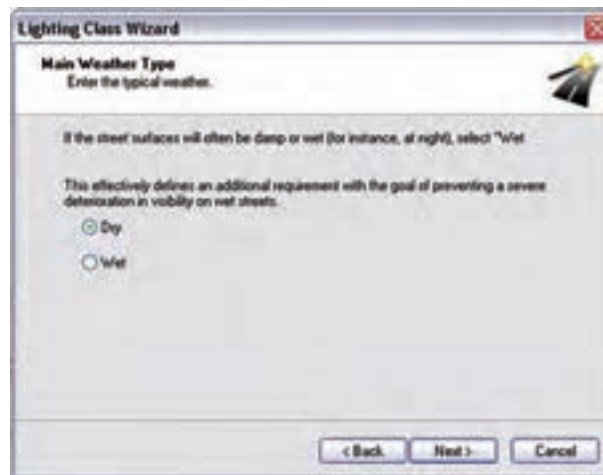 Lighting Class Wizard
Main Weather Type
Enter the typical weather.
If the street surfaces will often be damp or wet (for instance, at night), select "Wet
This effectively defines an additional requirement with the goal of preventing a severe
deterioration in visibility on wet streets.
Dry
Wet
< Back
Next >
Cancel